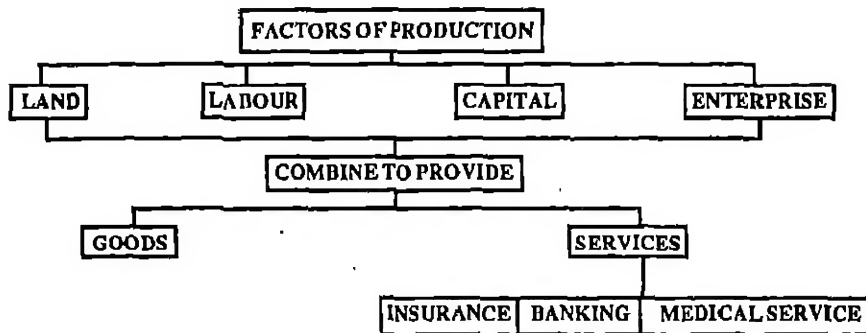 FACTORS OF PRODUCTION
LAND LABOUR CAPITAL ENTERPRISE
COMBINE TO PROVIDE
GOODS SERVICES
INSURANCE BANKING MEDICAL SERVICE